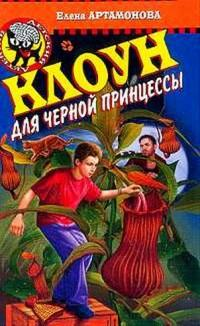 Елена АРТАМОНОВА
КЛОУН
ДЛЯ ЧЕРНОЙ ПРИНЦЕССЫ